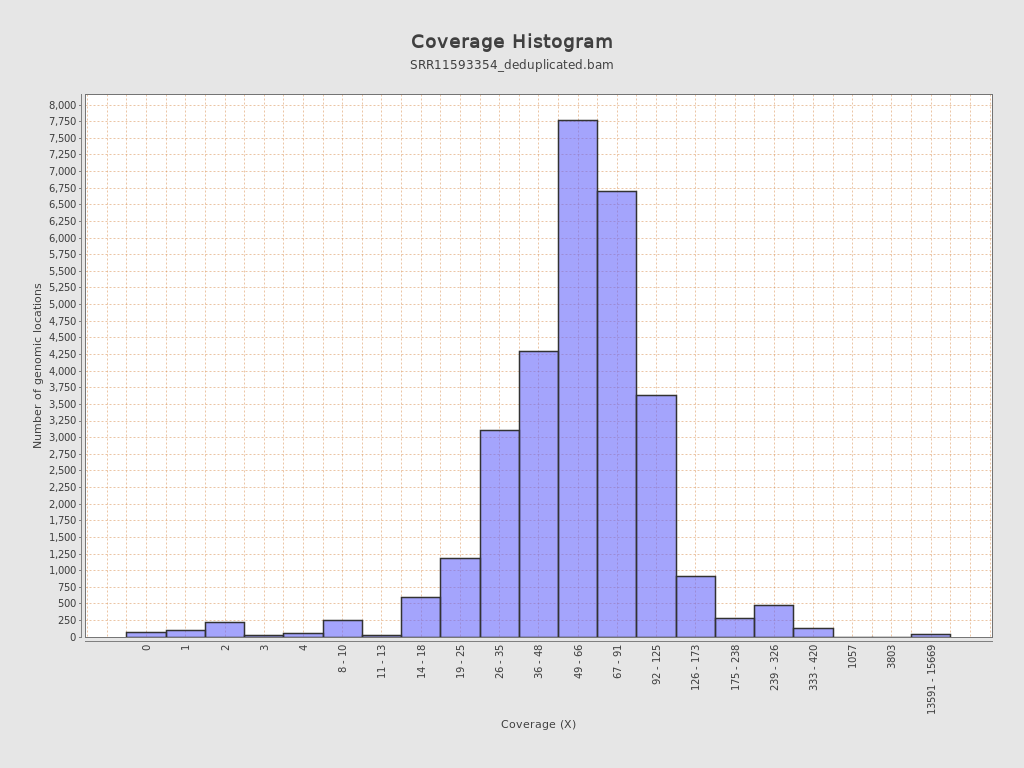 Coverage Histogram
SRR11593354_deduplicated.bam
8,000
7,750
7,500
7,250
7,000
6,750
6,500
6,250
6,000
5,750
5,500
5,250
5,000
4,750
4,500
4,250
4,000
3,750
3,500
3,250
3,000
2,750
2,500
2,250
2,000
1,750
1,500
1,250
1,000
750
500
250
0
Number of genomic locations
0
1
2
3
4
8 - 10
11 - 13
14 - 18
19 - 25
26 - 35
36 - 48
49 - 66
67 - 91
92 - 125
126 - 173
175 - 238
239 - 326
333 - 420
1057
3803
13591 - 15669
Coverage (X)